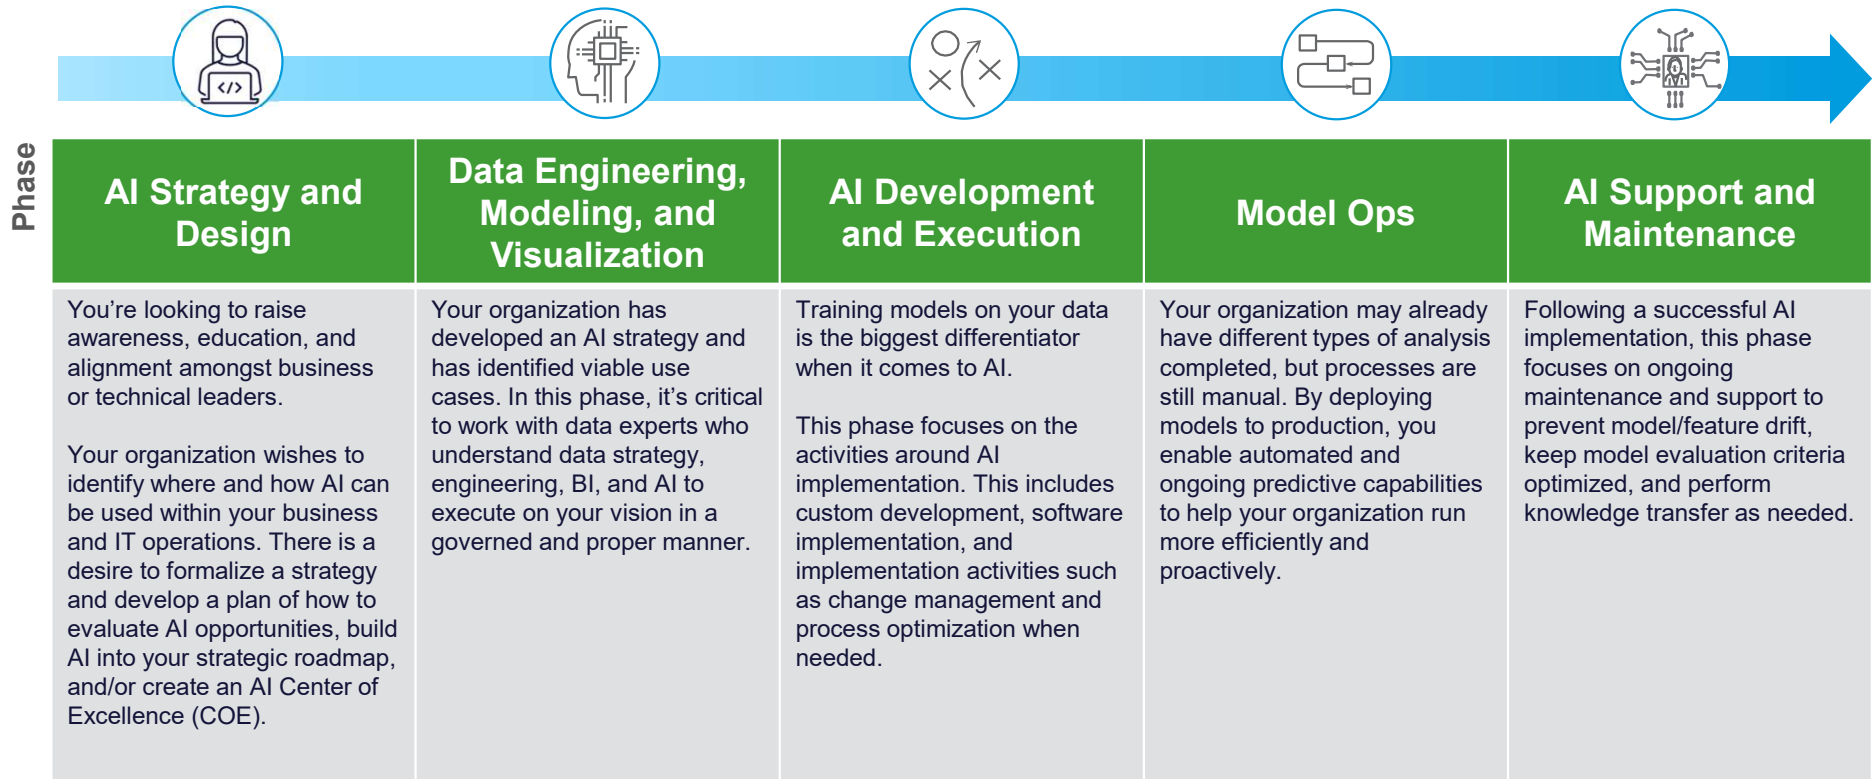 </>
Phase
AI Strategy and
Design
Data Engineering,
Modeling, and
Visualization
AI Development
and Execution
Model Ops
AI Support and
Maintenance
You’re looking to raise
awareness, education, and
alignment amongst business
or technical leaders.
Your organization wishes to
identify where and how AI can
be used within your business
and IT operations. There is a
desire to formalize a strategy
and develop a plan of how to
evaluate AI opportunities, build
AI into your strategic roadmap,
and/or create an AI Center of
Excellence (COE).
Your organization has
developed an AI strategy and
has identified viable use
cases. In this phase, it’s critical
to work with data experts who
understand data strategy,
engineering, BI, and AI to
execute on your vision in a
governed and proper manner.
Training models on your data
is the biggest differentiator
when it comes to AI.
This phase focuses on the
activities around AI
implementation. This includes
custom development, software
implementation, and
implementation activities such
as change management and
process optimization when
needed.
Your organization may already
have different types of analysis
completed, but processes are
still manual. By deploying
models to production, you
enable automated and
ongoing predictive capabilities
to help your organization run
more efficiently and
proactively.
Following a successful AI
implementation, this phase
focuses on ongoing
maintenance and support to
prevent model/feature drift,
keep model evaluation criteria
optimized, and perform
knowledge transfer as needed.